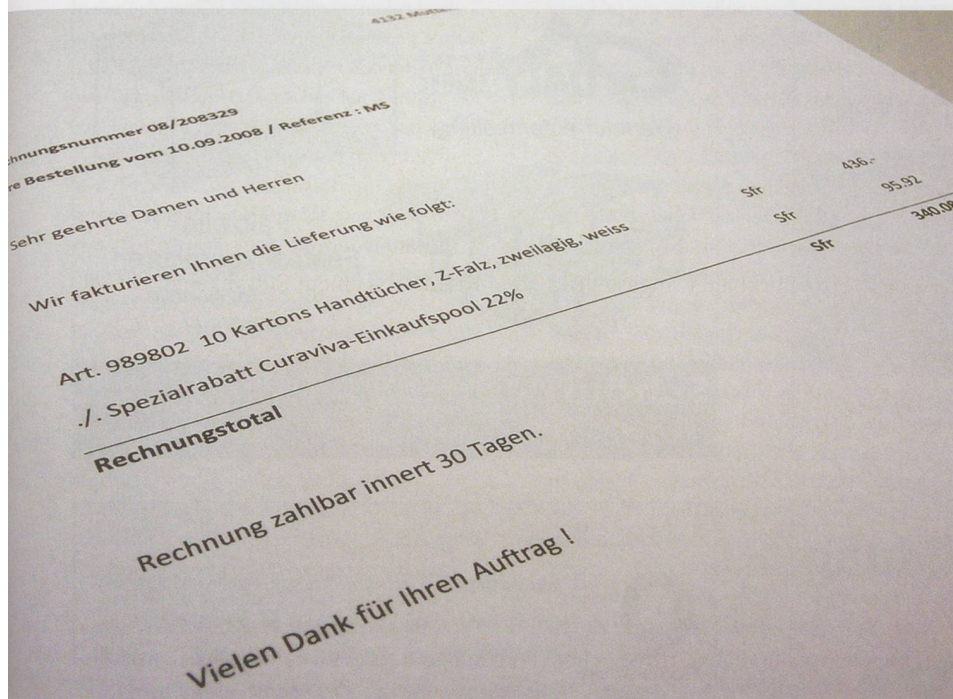 4132
Rechnungsnummer 08/208329
Bestellung vom 10.09.2008 / Referenz : MS
Sehr geehrte Damen und Herren
Wir fakturieren Ihnen die Lieferung wie folgt:
Art. 989802 10 Kartons Handtücher, Z-Falz, zweilagig, weiss Sfr 436.-
./. Spezialrabatt Curaviva-Einkaufspool 22% Sfr 95.92
Rechnungstotal Sfr 340.08
Rechnung zahlbar innert 30 Tagen.
Vielen Dank für Ihren Auftrag !